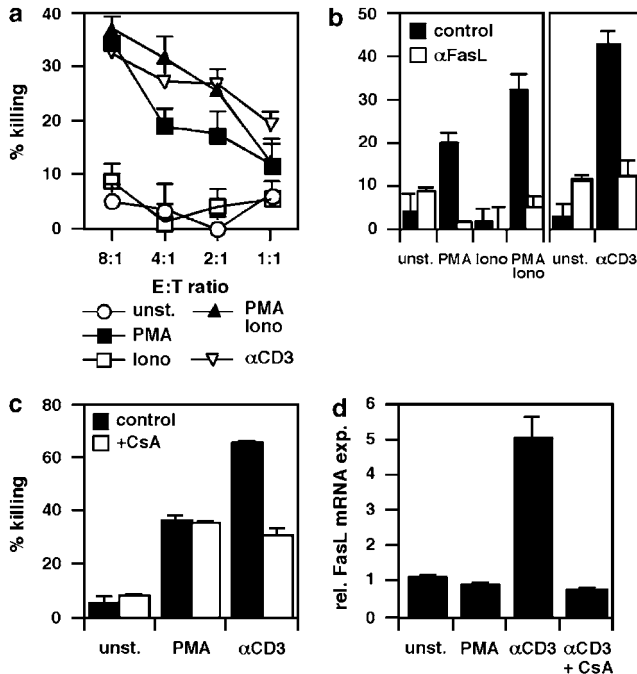 a
% killing
40
30
20
10
0
8:1 4:1 2:1 1:1
E:T ratio
unst.
PMA
Iono
PMA
Iono
αCD3
b
control
αFasL
50
40
30
20
10
0
unst. PMA Iono PMA
Iono
unst. αCD3
c
control
+CsA
% killing
80
60
40
20
0
unst. PMA αCD3
d
rel. FasL mRNA exp.
6
5
4
3
2
1
0
unst. PMA αCD3 αCD3
+ CsA